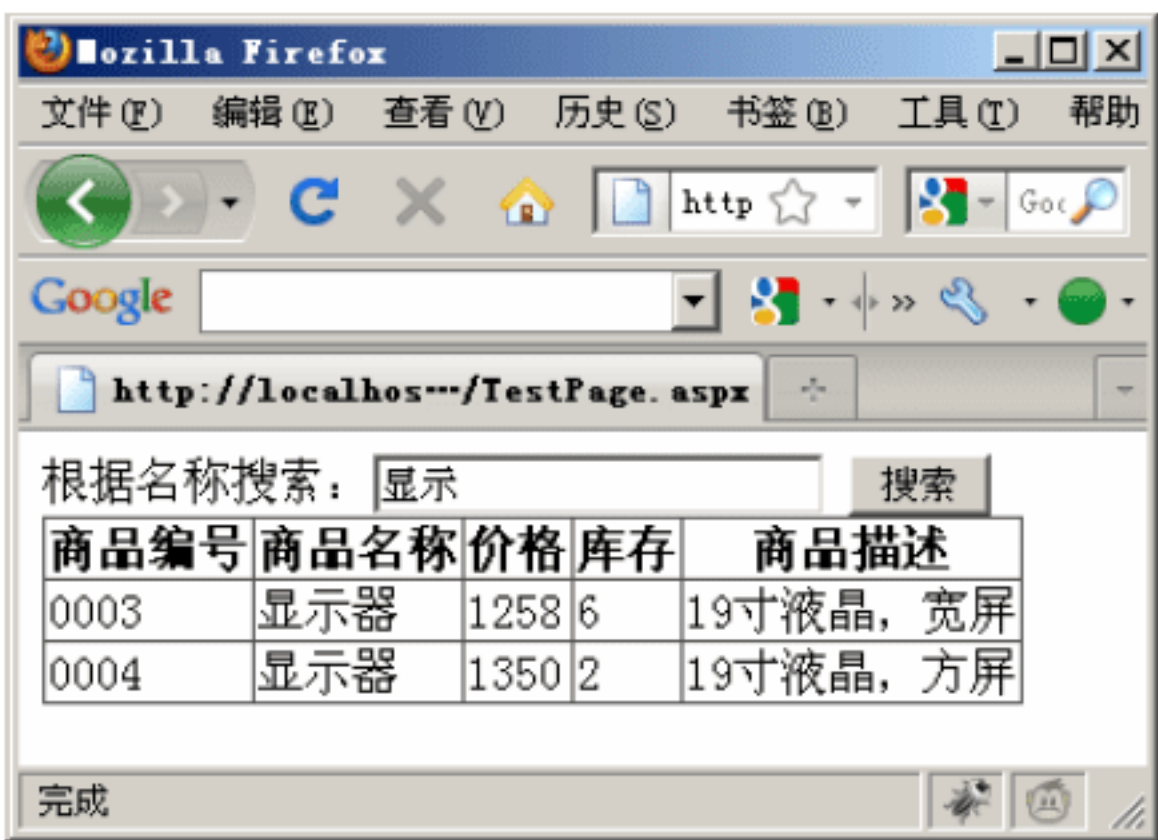 Mozilla Firefox
文件(F) 编辑(E) 查看(V) 历史(S) 书签(B) 工具(T) 帮助
http
Google
http://localhos…/TestPage.aspx
根据名称搜索： 显示 搜索
商品编号 商品名称 价格 库存 商品描述
0003 显示器 1258 6 19寸液晶，宽屏
0004 显示器 1350 2 19寸液晶，方屏
完成